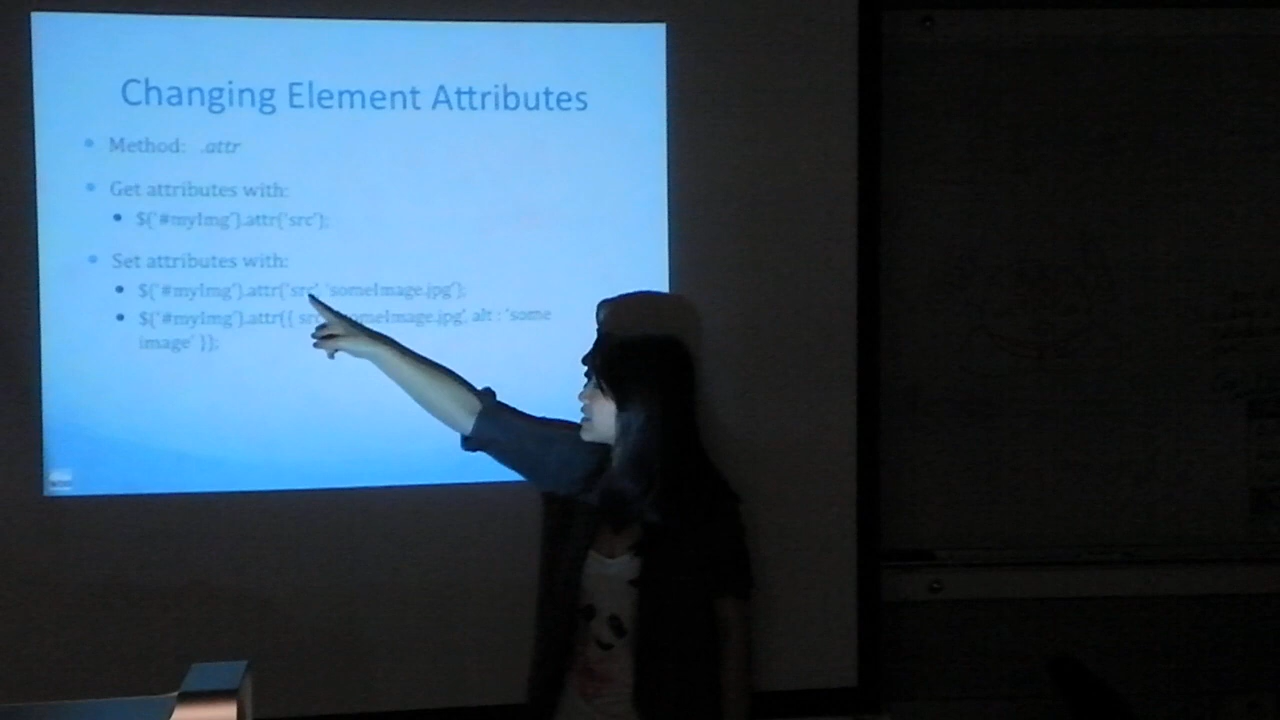 Changing Element Attributes
• Method: .attr
• Get attributes with:
• $('#myImg').attr('src');
• Set attributes with:
• $('#myImg').attr('src', 'someImage.jpg');
• $('#myImg').attr({ src someImage.jpg', alt : 'some
image' });